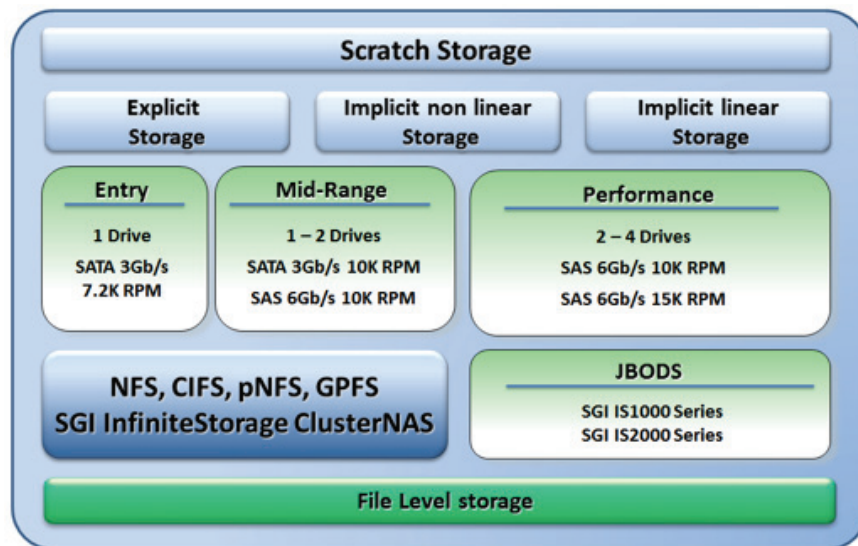 Scratch Storage
Explicit
Storage
Implicit non linear
Storage
Implicit linear
Storage
Entry
1 Drive
SATA 3Gb/s
7.2K RPM
Mid-Range
1 – 2 Drives
SATA 3Gb/s 10K RPM
SAS 6Gb/s 10K RPM
Performance
2 – 4 Drives
SAS 6Gb/s 10K RPM
SAS 6Gb/s 15K RPM
NFS, CIFS, pNFS, GPFS
SGI InfiniteStorage ClusterNAS
JBODS
SGI IS1000 Series
SGI IS2000 Series
File Level storage